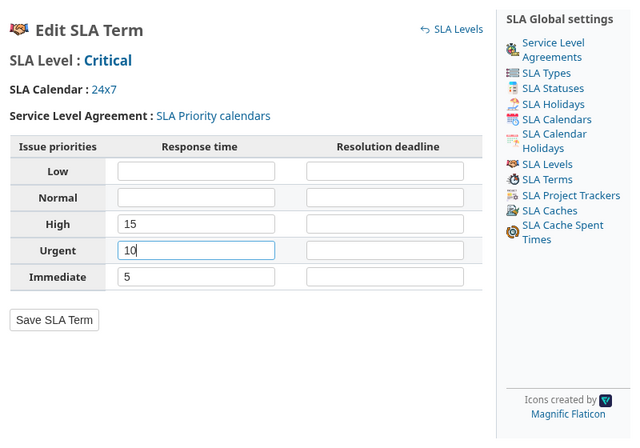 Edit SLA Term
SLA Levels
SLA Level : Critical
SLA Calendar : 24x7
Service Level Agreement : SLA Priority calendars
Issue priorities Response time Resolution deadline
Low
Normal
High 15
Urgent 10
Immediate 5
Save SLA Term
SLA Global settings
Service Level
Agreements
SLA Types
SLA Statuses
SLA Holidays
SLA Calendars
SLA Calendar
Holidays
SLA Levels
SLA Terms
SLA Project Trackers
SLA Caches
SLA Cache Spent
Times
Icons created by
Magnific Flaticon